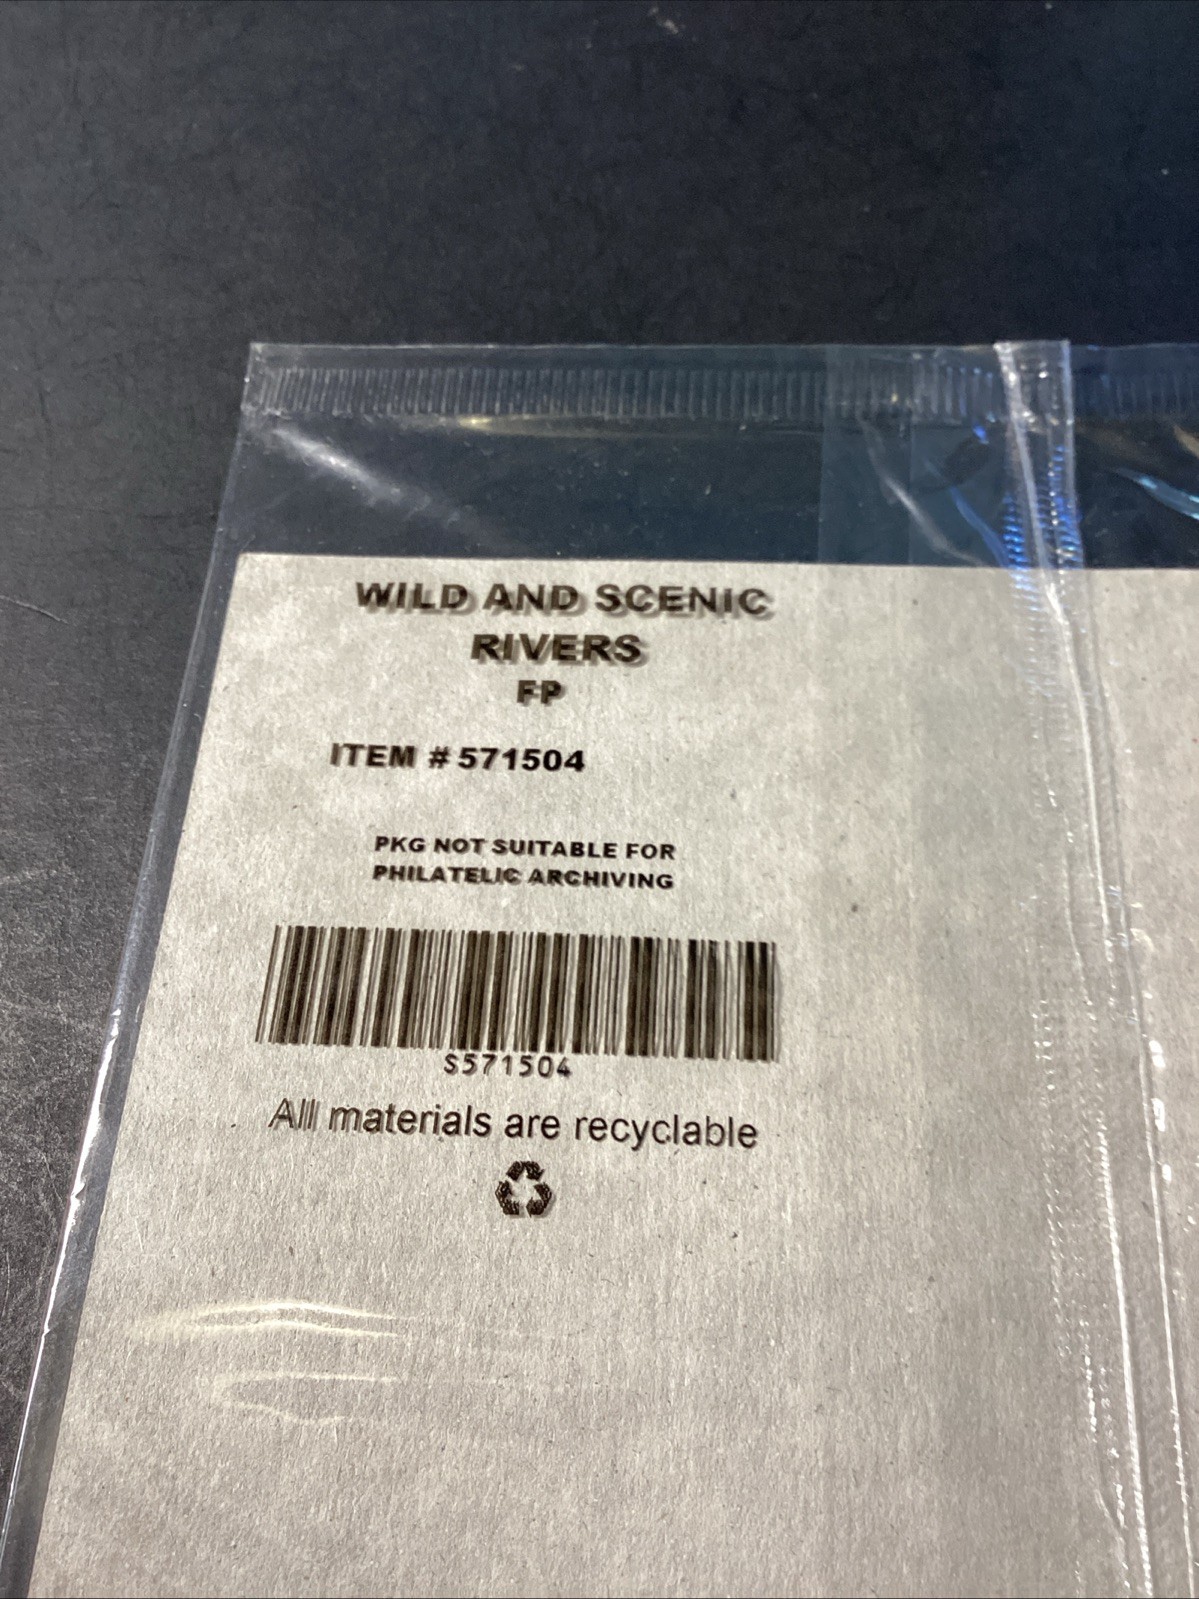 WILD AND SCENIC
RIVERS
FP
ITEM # 571504
PKG NOT SUITABLE FOR
PHILATELIC ARCHIVING
S571504
All materials are recyclable